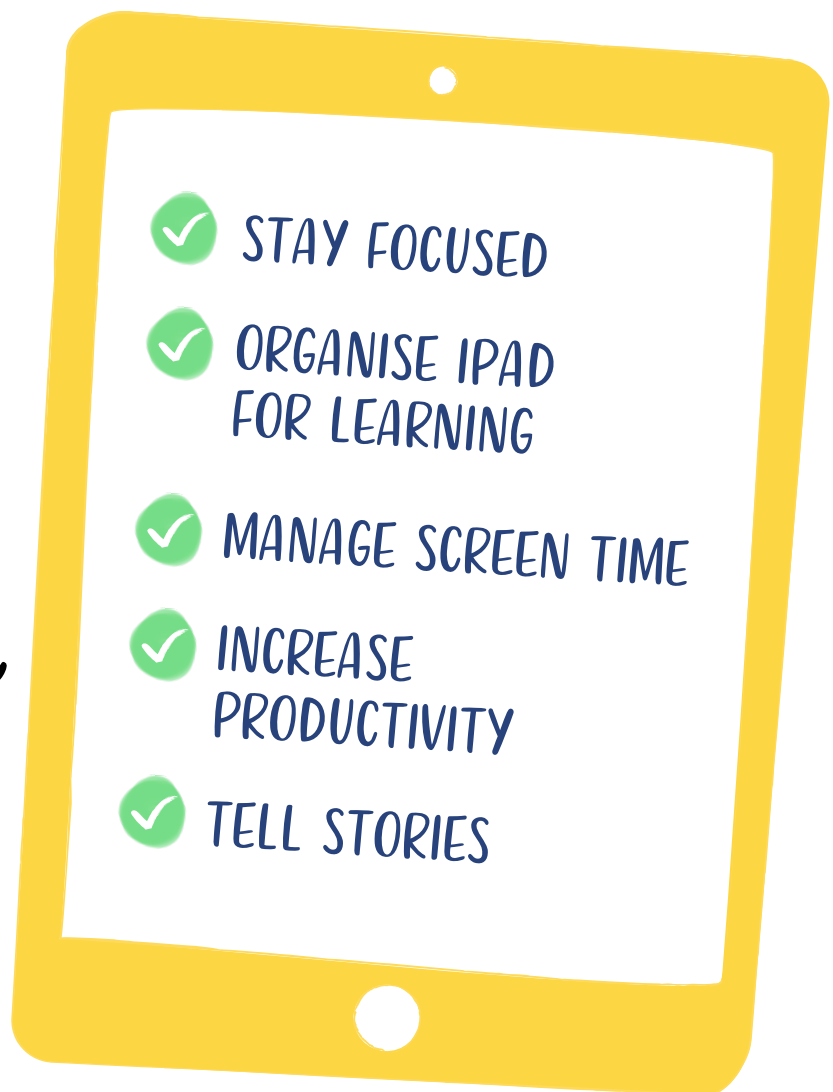 STAY FOCUSED
ORGANISE IPAD
FOR LEARNING
MANAGE SCREEN TIME
INCREASE
PRODUCTIVITY
TELL STORIES